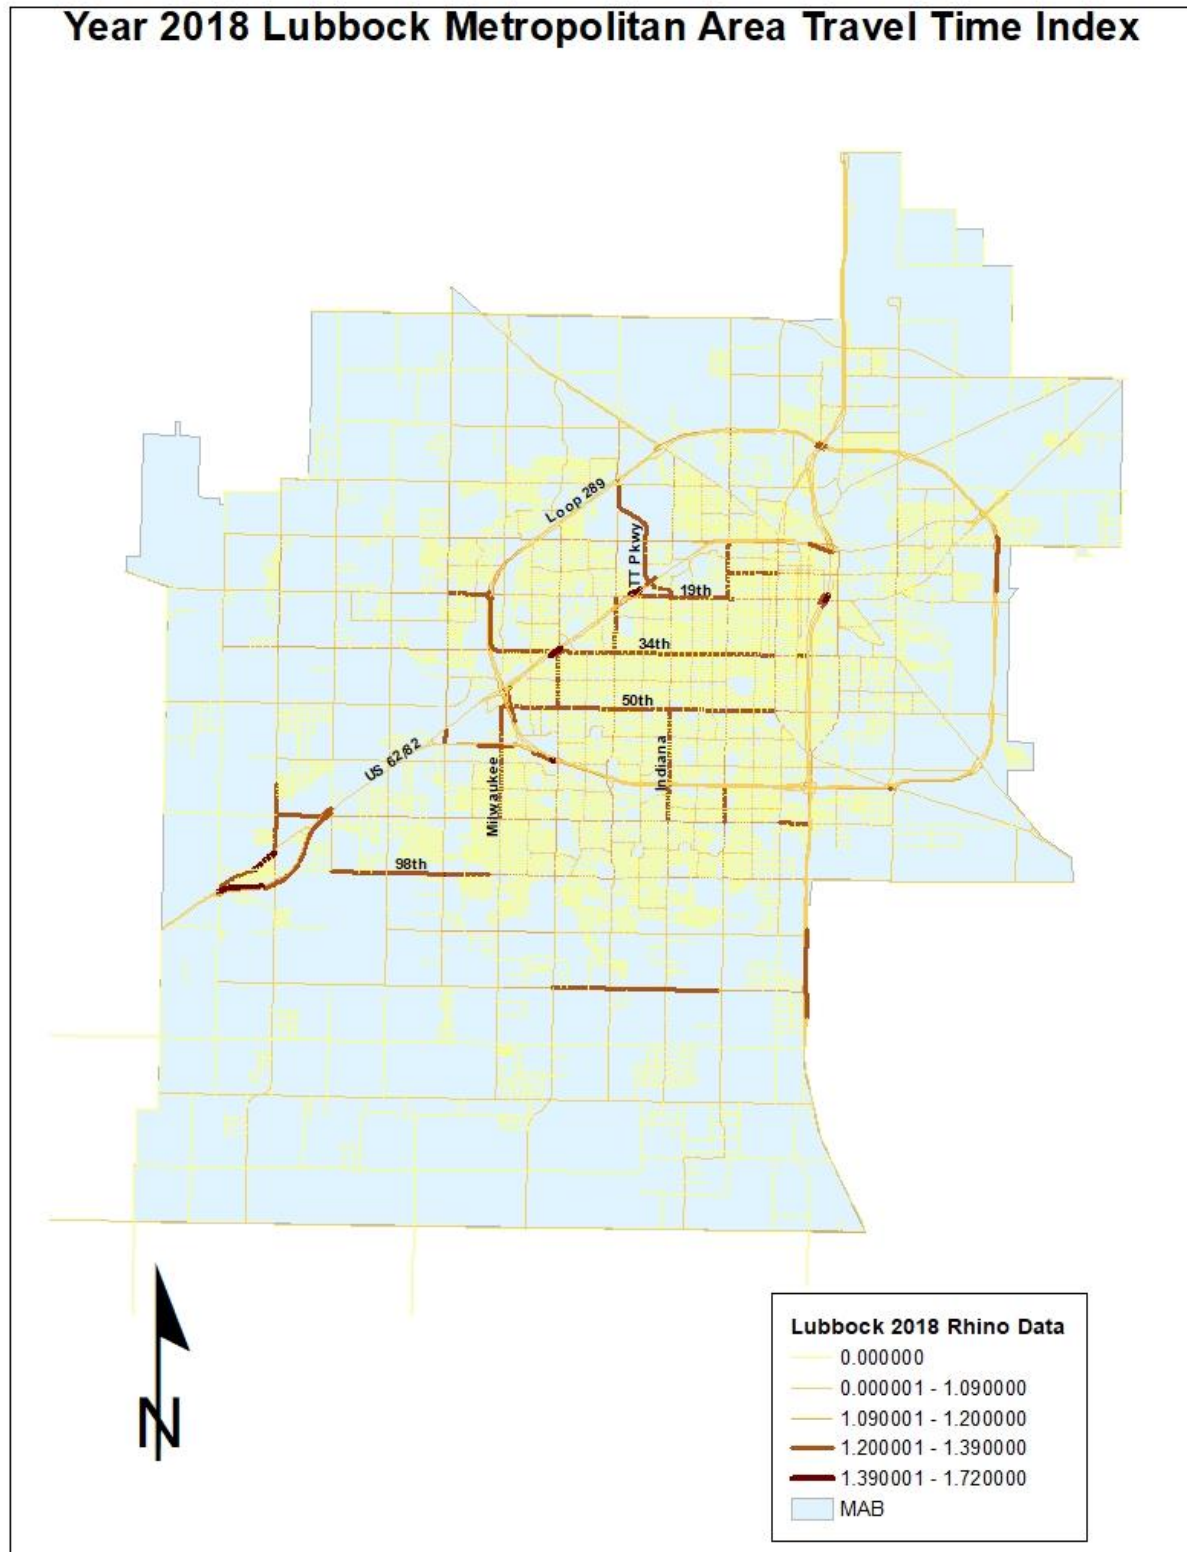 Year 2018 Lubbock Metropolitan Area Travel Time Index
Loop 289
TT Pkwy
19th
34th
50th
US 62/82
Milwaukee
Indiana
98th
N
Lubbock 2018 Rhino Data
0.000000
0.000001 - 1.090000
1.090001 - 1.200000
1.200001 - 1.390000
1.390001 - 1.720000
MAB